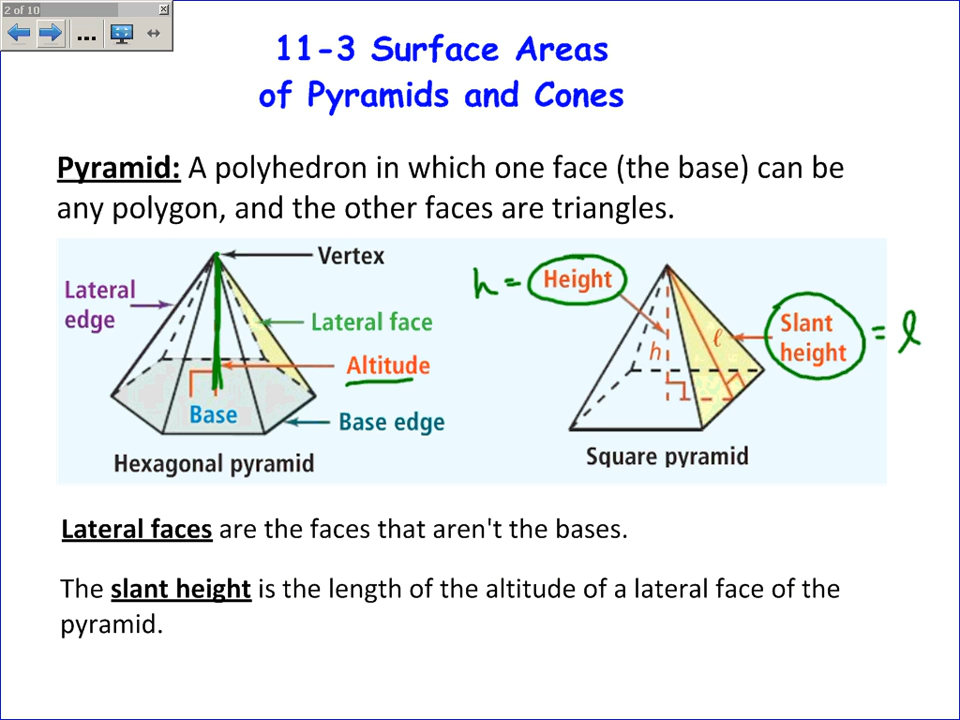 2 of 10
11-3 Surface Areas
of Pyramids and Cones
Pyramid: A polyhedron in which one face (the base) can be
any polygon, and the other faces are triangles.
Vertex
Lateral
edge
Lateral face
Altitude
Base
Base edge
Hexagonal pyramid
h = Height
h
ℓ
Slant
height = ℓ
Square pyramid
Lateral faces are the faces that aren't the bases.
The slant height is the length of the altitude of a lateral face of the
pyramid.